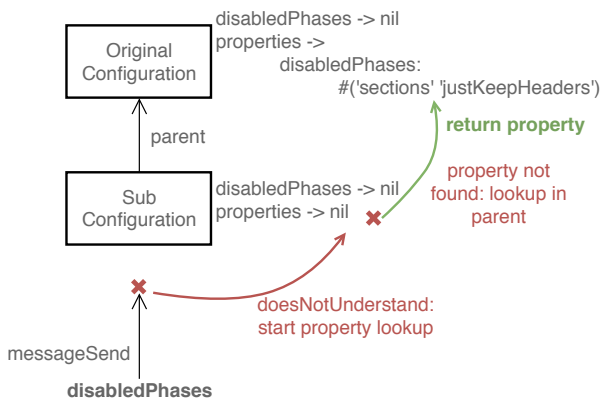 disabledPhases -> nil
properties ->
disabledPhases:
#('sections' 'justKeepHeaders')
Original
Configuration
return property
parent
property not
found: lookup in
parent
Sub
Configuration
disabledPhases -> nil
properties -> nil
doesNotUnderstand:
start property lookup
messageSend
disabledPhases